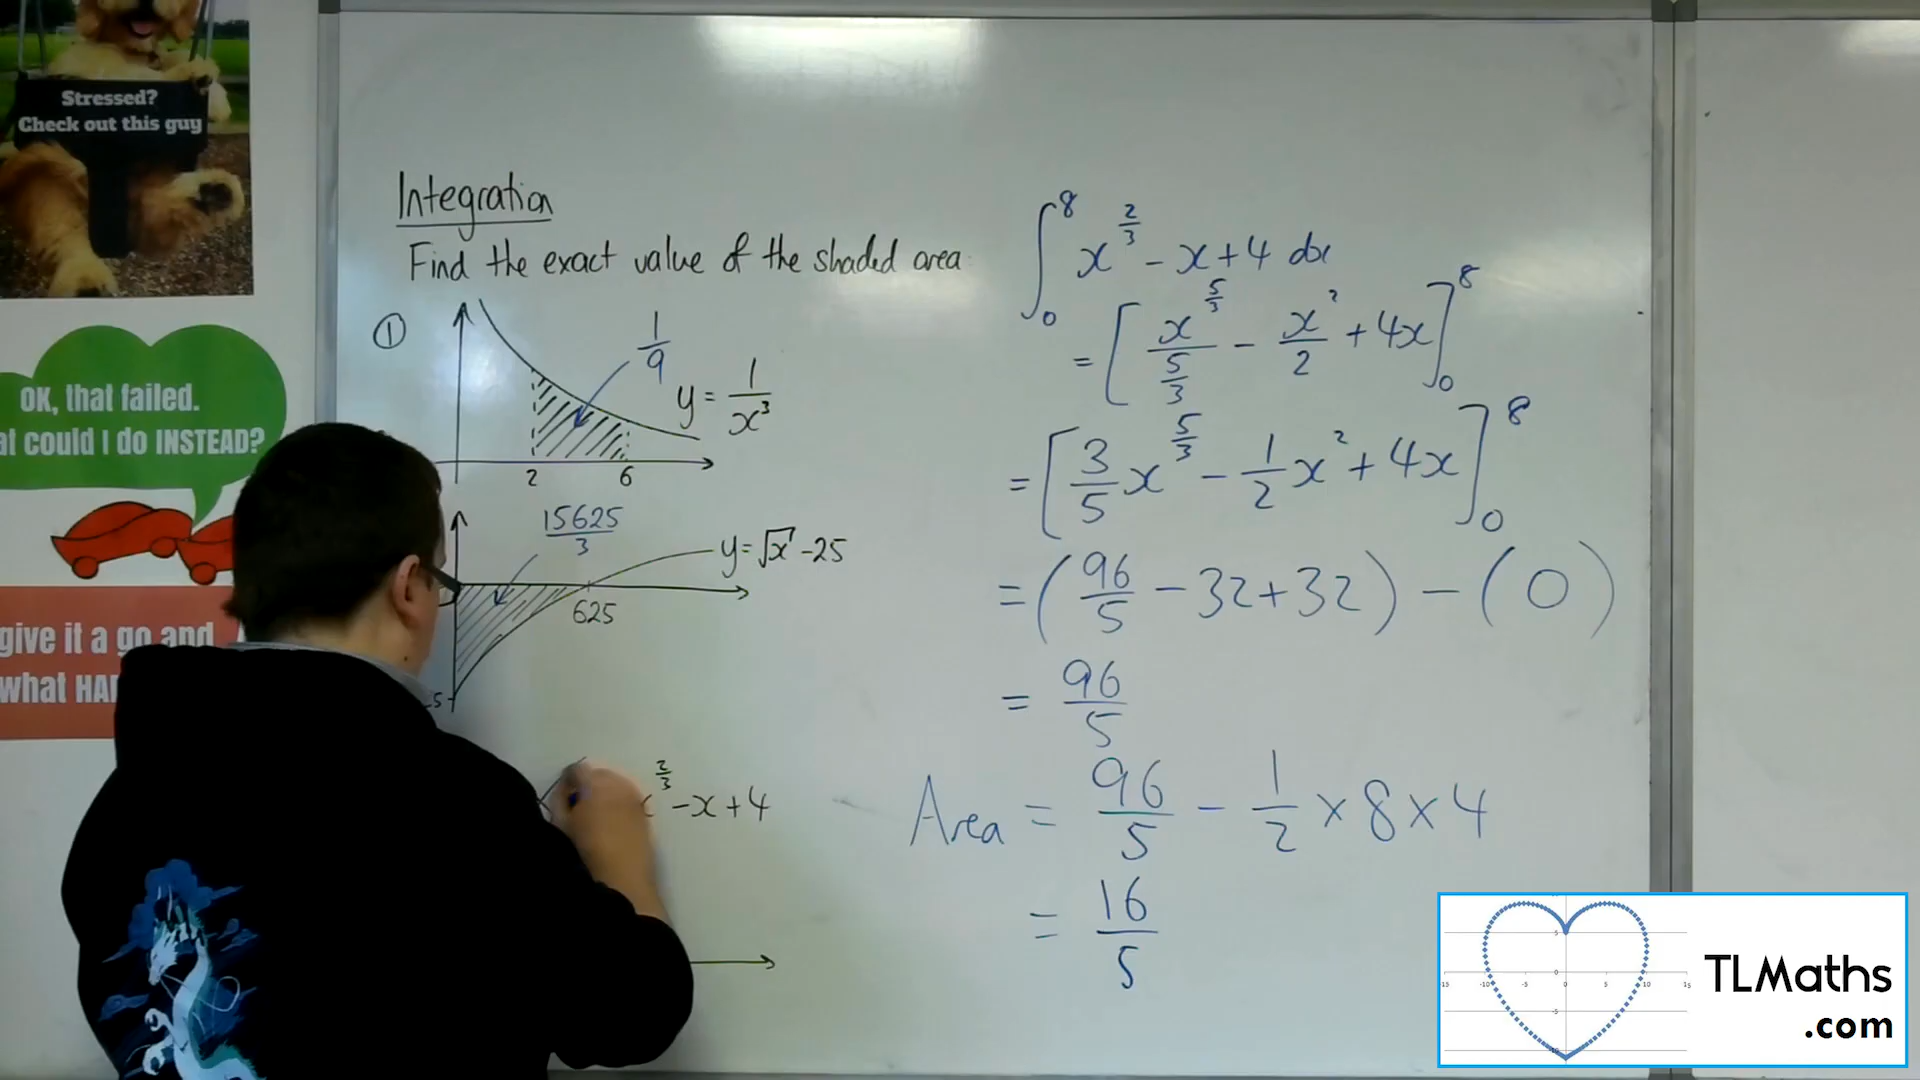 Stressed?
Check out this guy
OK, that failed.
could I do INSTEAD?
give it a go and
what
Integration
Find the exact value of the shaded area
①
1/9
y = 1/x³
2 6
15625/3
y = √x - 25
625
2/3 - x + 4
∫₀⁸ x^(2/3) - x + 4 dx
= [ x^(5/3)/(5/3) - x²/2 + 4x ]₀⁸
= [ 3/5 x^(5/3) - 1/2 x² + 4x ]₀⁸
= ( 96/5 - 32 + 32 ) - ( 0 )
= 96/5
Area = 96/5 - 1/2 × 8 × 4
= 16/5
TLMaths
.com